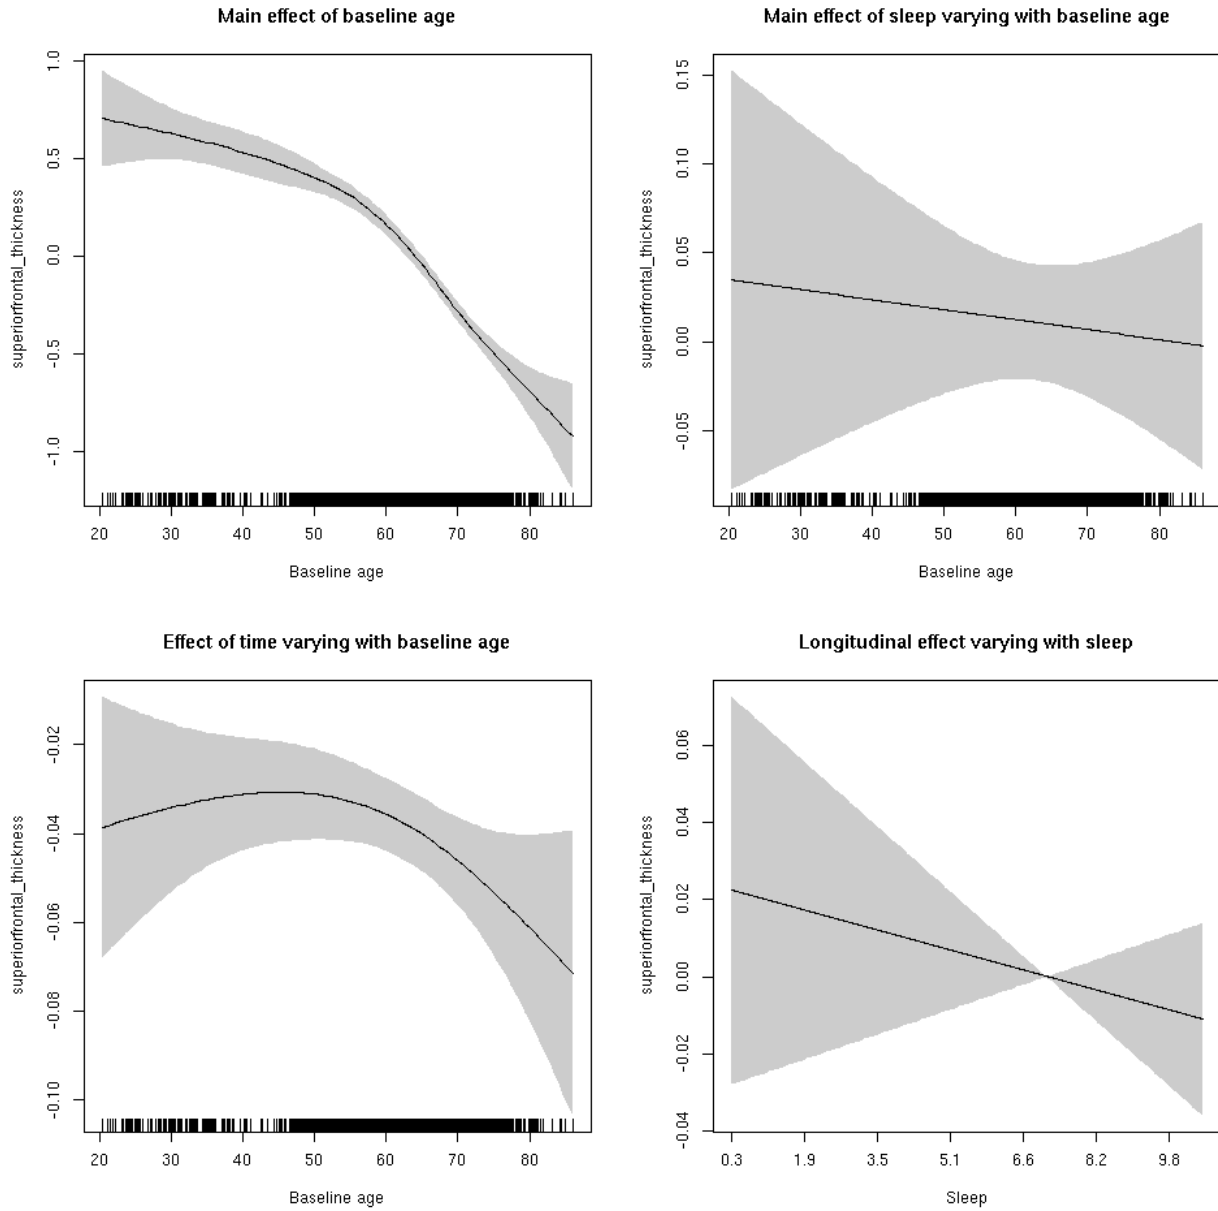 Main effect of baseline age
superiorfrontal_thickness
1.0
0.5
0.0
-0.5
-1.0
20 30 40 50 60 70 80
Baseline age
Main effect of sleep varying with baseline age
superiorfrontal_thickness
0.15
0.10
0.05
0.00
-0.05
20 30 40 50 60 70 80
Baseline age
Effect of time varying with baseline age
superiorfrontal_thickness
-0.02
-0.04
-0.06
-0.08
-0.10
20 30 40 50 60 70 80
Baseline age
Longitudinal effect varying with sleep
superiorfrontal_thickness
0.06
0.04
0.02
0.00
-0.02
-0.04
0.3 1.9 3.5 5.1 6.6 8.2 9.8
Sleep